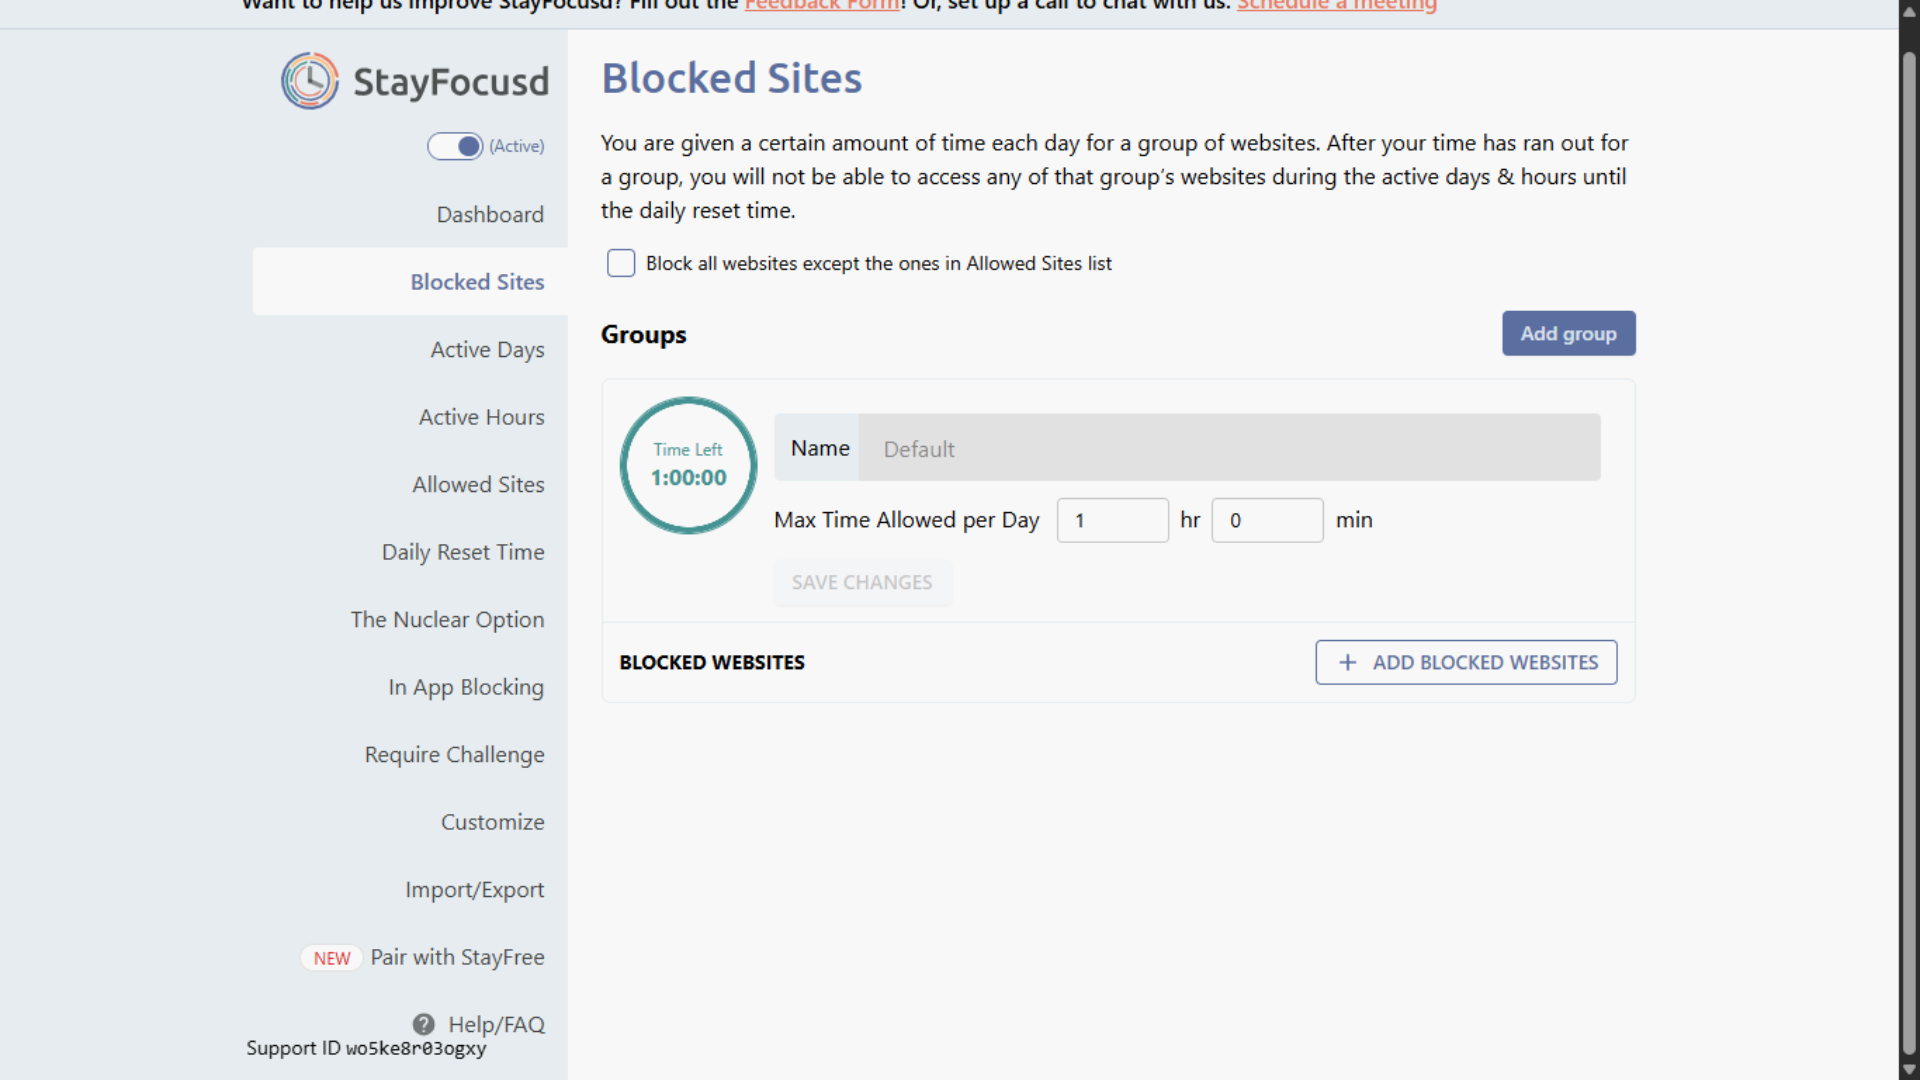 Want to help us improve StayFocusd? Fill out the Feedback Form! Or, set up a call to chat with us. Schedule a meeting
StayFocusd
(Active)
Dashboard
Blocked Sites
Active Days
Active Hours
Allowed Sites
Daily Reset Time
The Nuclear Option
In App Blocking
Require Challenge
Customize
Import/Export
NEW Pair with StayFree
Help/FAQ
Support ID wo5ke8r03ogxy
Blocked Sites
You are given a certain amount of time each day for a group of websites. After your time has ran out for
a group, you will not be able to access any of that group's websites during the active days & hours until
the daily reset time.
Block all websites except the ones in Allowed Sites list
Groups
Add group
Time Left
1:00:00
Name Default
Max Time Allowed per Day 1 hr 0 min
SAVE CHANGES
BLOCKED WEBSITES
+ ADD BLOCKED WEBSITES